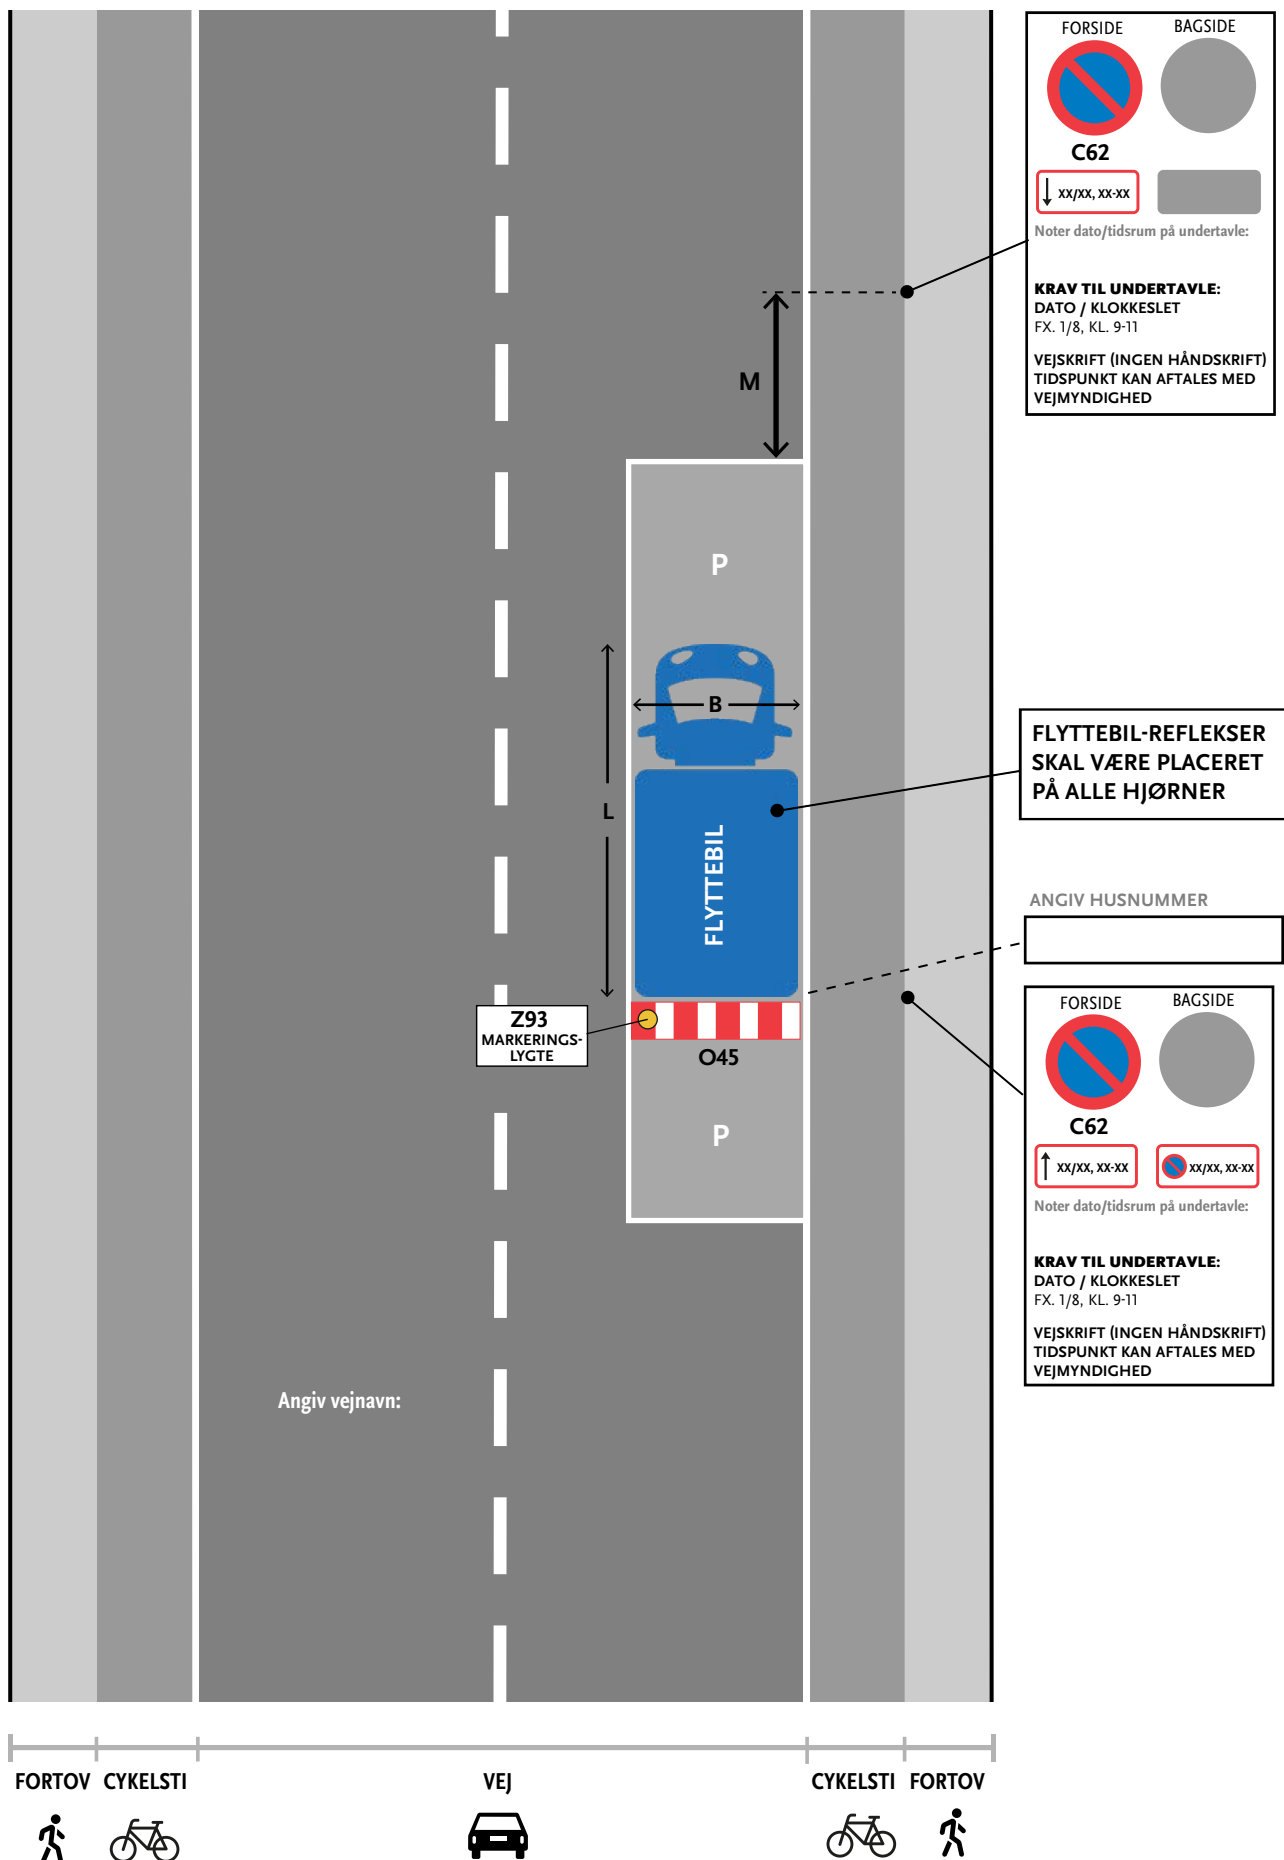 FORSIDE BAGSIDE
C62
xx/xx, xx-xx
Noter dato/tidsrum på undertavle:
KRAV TIL UNDERTAVLE:
DATO / KLOKKESLET
FX. 1/8, KL. 9-11
VEJSKRIFT (INGEN HÅNDSKRIFT)
TIDSPUNKT KAN AFTALES MED
VEJMYNDIGHED
M
P
B
L
FLYTTEBIL
FLYTTEBIL-REFLEKSER
SKAL VÆRE PLACERET
PÅ ALLE HJØRNER
ANGIV HUSNUMMER
Z93
MARKERINGS-
LYGTE
O45
P
FORSIDE BAGSIDE
C62
xx/xx, xx-xx xx/xx, xx-xx
Noter dato/tidsrum på undertavle:
KRAV TIL UNDERTAVLE:
DATO / KLOKKESLET
FX. 1/8, KL. 9-11
VEJSKRIFT (INGEN HÅNDSKRIFT)
TIDSPUNKT KAN AFTALES MED
VEJMYNDIGHED
Angiv vejnavn:
FORTOV CYKELSTI VEJ CYKELSTI FORTOV